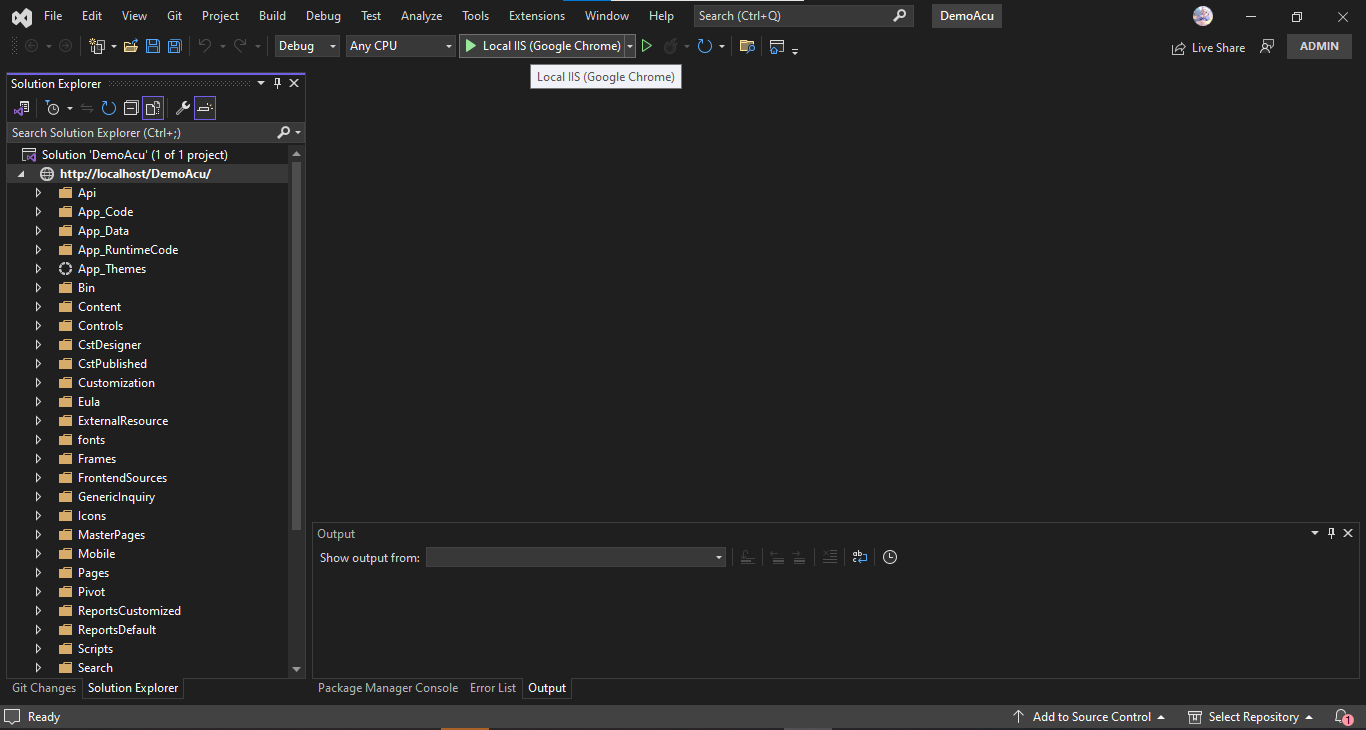 File Edit View Git Project Build Debug Test Analyze Tools Extensions Window Help Search (Ctrl+Q) DemoAcu
Debug Any CPU Local IIS (Google Chrome) Live Share ADMIN
Local IIS (Google Chrome)
Solution Explorer
Search Solution Explorer (Ctrl+;)
Solution 'DemoAcu' (1 of 1 project)
http://localhost/DemoAcu/
Api
App_Code
App_Data
App_RuntimeCode
App_Themes
Bin
Content
Controls
CstDesigner
CstPublished
Customization
Eula
ExternalResource
fonts
Frames
FrontendSources
GenericInquiry
Icons
MasterPages
Mobile
Pages
Pivot
ReportsCustomized
ReportsDefault
Scripts
Search
Git Changes Solution Explorer
Output
Show output from:
Package Manager Console Error List Output
Ready Add to Source Control Select Repository 1